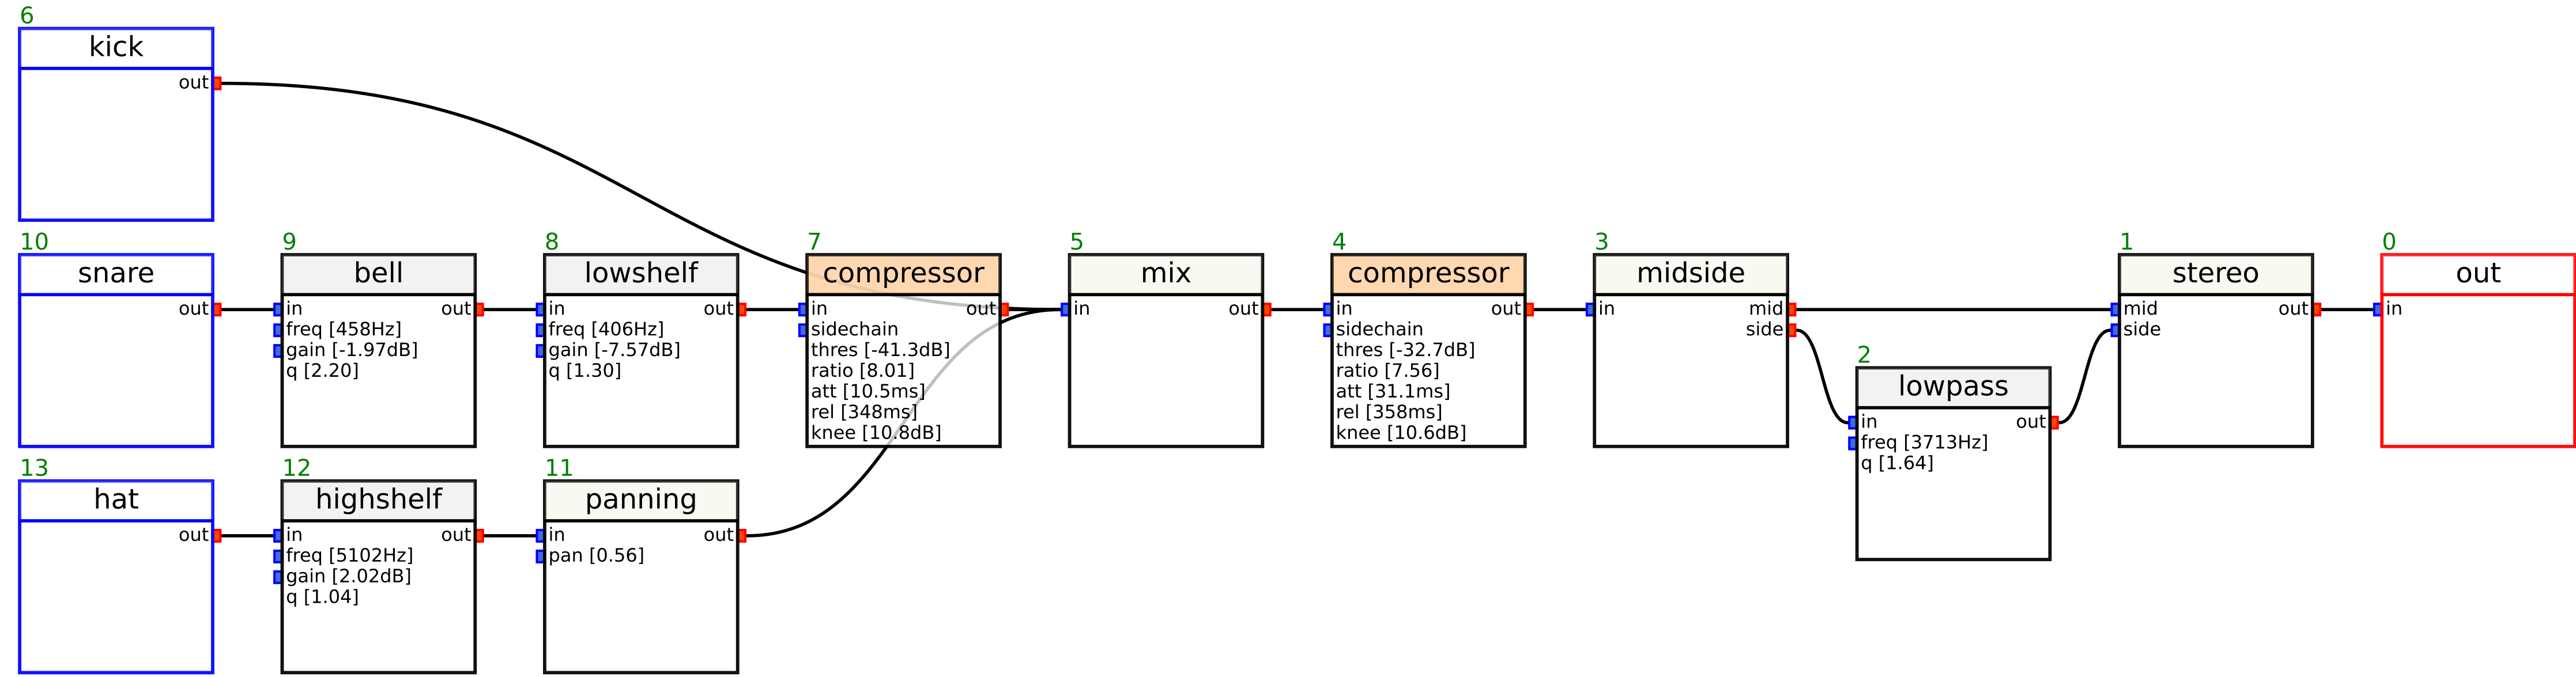 6
kick
out
10
snare
out
9
bell
in out
freq [458Hz]
gain [-1.97dB]
q [2.20]
8
lowshelf
in out
freq [406Hz]
gain [-7.57dB]
q [1.30]
7
compressor
in out
sidechain
thres [-41.3dB]
ratio [8.01]
att [10.5ms]
rel [348ms]
knee [10.8dB]
5
mix
in out
4
compressor
in out
sidechain
thres [-32.7dB]
ratio [7.56]
att [31.1ms]
rel [358ms]
knee [10.6dB]
3
midside
in mid
side
2
lowpass
in out
freq [3713Hz]
q [1.64]
1
stereo
mid out
side
0
out
in
13
hat
out
12
highshelf
in out
freq [5102Hz]
gain [2.02dB]
q [1.04]
11
panning
in out
pan [0.56]